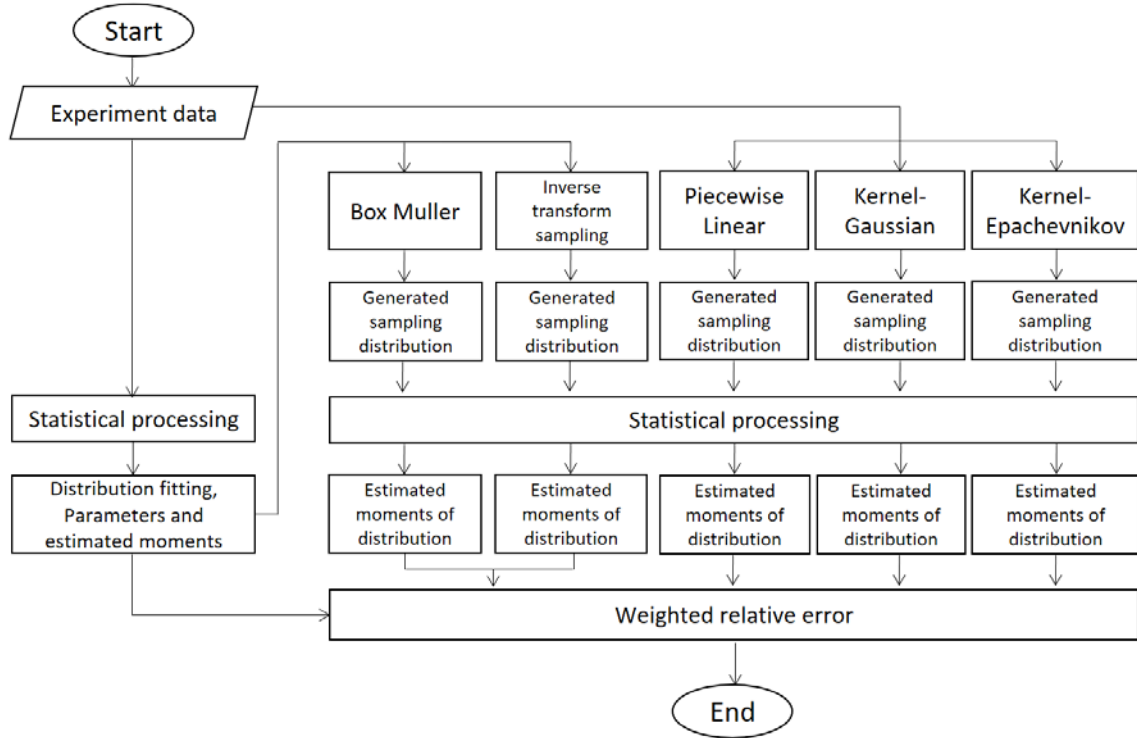 Start
Experiment data
Box Muller
Inverse
transform
sampling
Piecewise
Linear
Kernel-
Gaussian
Kernel-
Epachevnikov
Generated
sampling
distribution
Generated
sampling
distribution
Generated
sampling
distribution
Generated
sampling
distribution
Generated
sampling
distribution
Statistical processing
Statistical processing
Distribution fitting,
Parameters and
estimated moments
Estimated
moments of
distribution
Estimated
moments of
distribution
Estimated
moments of
distribution
Estimated
moments of
distribution
Estimated
moments of
distribution
Weighted relative error
End